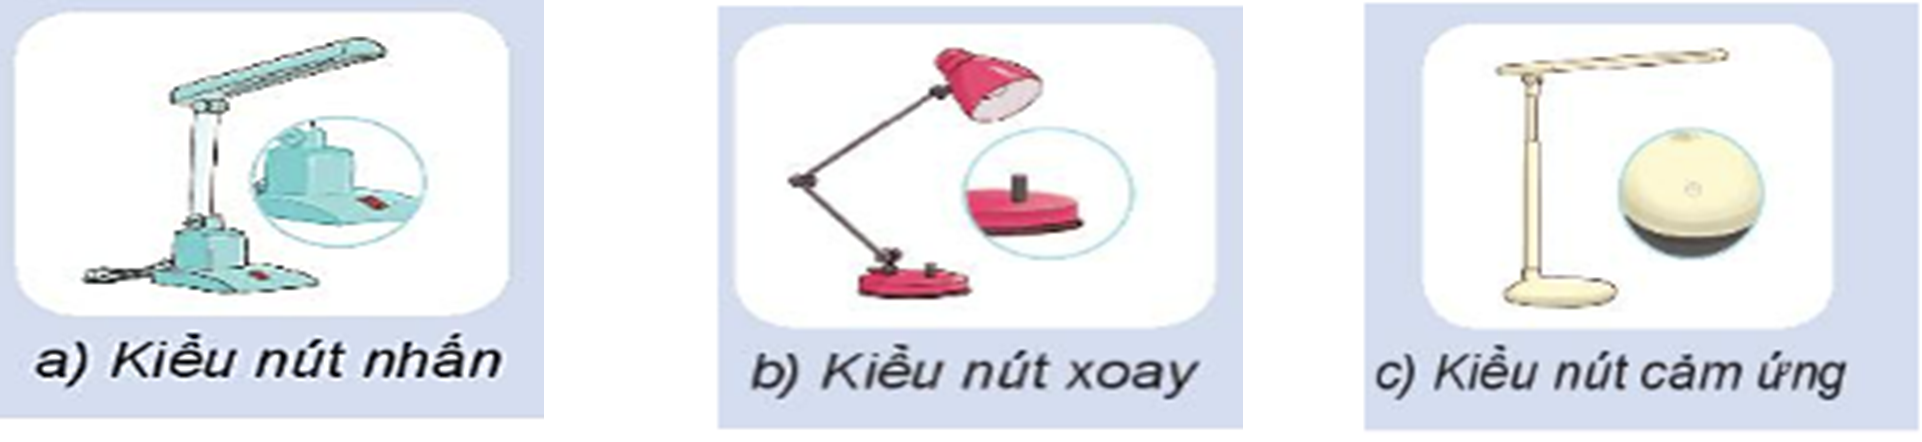 a) Kiểu nút nhấn
b) Kiểu nút xoay
c) Kiểu nút cảm ứng